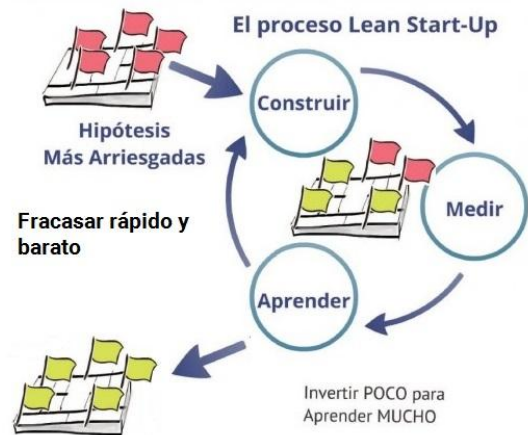 El proceso Lean Start-Up
Construir
Hipótesis
Más Arriesgadas
Medir
Fracasar rápido y
barato
Aprender
Invertir POCO para
Aprender MUCHO